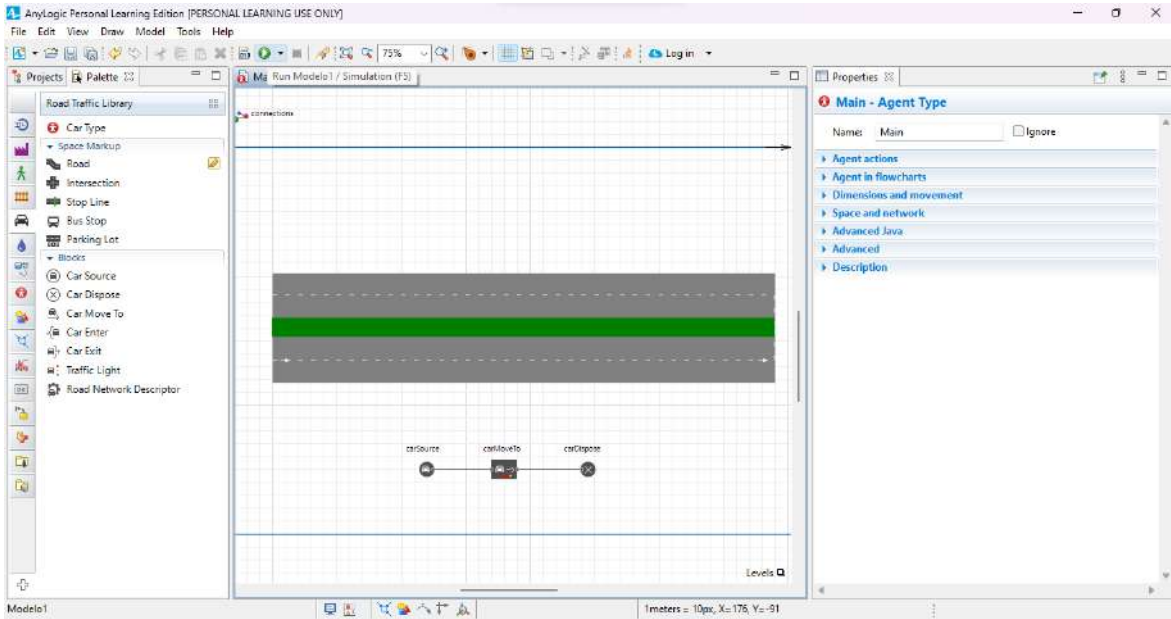 AnyLogic Personal Learning Edition [PERSONAL LEARNING USE ONLY]
File Edit View Draw Model Tools Help
75%
Log in
Projects Palette
Ma
Run Modelo1 / Simulation (F5)
Properties
Road Traffic Library
Car Type
Space Markup
Road
Intersection
Stop Line
Bus Stop
Parking Lot
Blocks
Car Source
Car Dispose
Car Move To
Car Enter
Car Exit
Traffic Light
Road Network Descriptor
connections
carSource carMoveTo carDispose
Levels
Main - Agent Type
Name: Main Ignore
Agent actions
Agent in flowcharts
Dimensions and movement
Space and network
Advanced Java
Advanced
Description
Modelo1
1meters = 10px, X=176, Y=-91